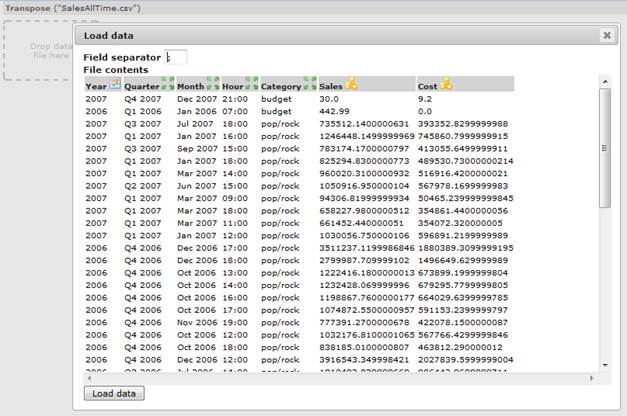 Transpose ("SalesAllTime.csv")
Drop data
file here
Load data
Field separator ;
File contents
Year Quarter Month Hour Category Sales Cost
2007 Q4 2007 Dec 2007 21:00 budget 30.0 9.2
2006 Q1 2006 Jan 2006 07:00 budget 442.99 0.0
2007 Q3 2007 Jul 2007 18:00 pop/rock 735512.1400000631 393352.8299999988
2007 Q1 2007 Jan 2007 16:00 pop/rock 1246448.1499999969 745860.7999999915
2007 Q3 2007 Sep 2007 15:00 pop/rock 783174.1700000797 413055.6499999911
2007 Q1 2007 Jan 2007 18:00 pop/rock 825294.8300000773 489530.73000000214
2007 Q1 2007 Mar 2007 14:00 pop/rock 960020.3100000932 516916.4200000021
2007 Q2 2007 Jun 2007 15:00 pop/rock 1050916.950000104 567978.1699999983
2007 Q1 2007 Mar 2007 09:00 pop/rock 94306.81999999934 50465.239999999845
2007 Q1 2007 Mar 2007 18:00 pop/rock 658227.9800000512 354861.4400000056
2007 Q1 2007 Mar 2007 11:00 pop/rock 661452.440000051 354072.320000005
2007 Q1 2007 Jan 2007 12:00 pop/rock 1030056.750000106 596891.2199999989
2006 Q4 2006 Dec 2006 17:00 pop/rock 3511237.1199986846 1880389.3099999195
2006 Q4 2006 Dec 2006 18:00 pop/rock 2799987.709999102 1496649.629999989
2006 Q4 2006 Oct 2006 13:00 pop/rock 1222416.1800000013 673899.1999999804
2006 Q4 2006 Oct 2006 14:00 pop/rock 1232428.069999996 679295.7799999805
2006 Q4 2006 Oct 2006 16:00 pop/rock 1198867.7600000177 664029.6399999785
2006 Q4 2006 Oct 2006 17:00 pop/rock 1074872.5500000957 591153.2399999797
2006 Q4 2006 Nov 2006 19:00 pop/rock 777391.2700000678 422078.1500000087
2006 Q4 2006 Oct 2006 12:00 pop/rock 1032176.8100001065 567766.4299999846
2006 Q4 2006 Oct 2006 18:00 pop/rock 838185.0100000807 463812.290000012
2006 Q4 2006 Dec 2006 12:00 pop/rock 3916543.349998421 2027839.5999999004
Load data